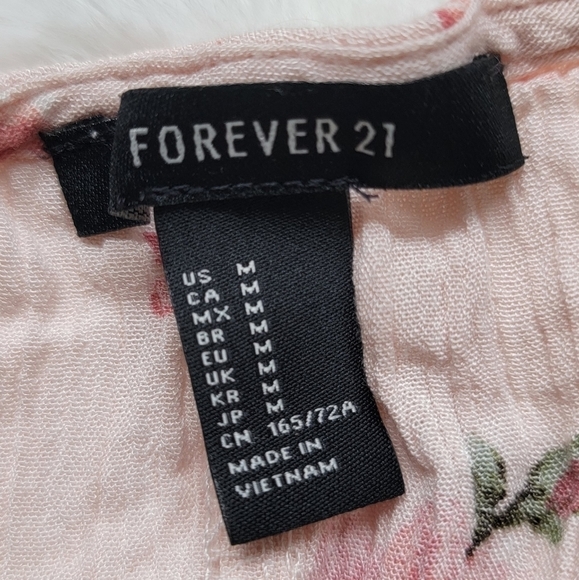 FOREVER 21
US M
CA M
MX M
BR M
EU M
UK M
KR M
JP M
CN 165/72A
MADE IN
VIETNAM